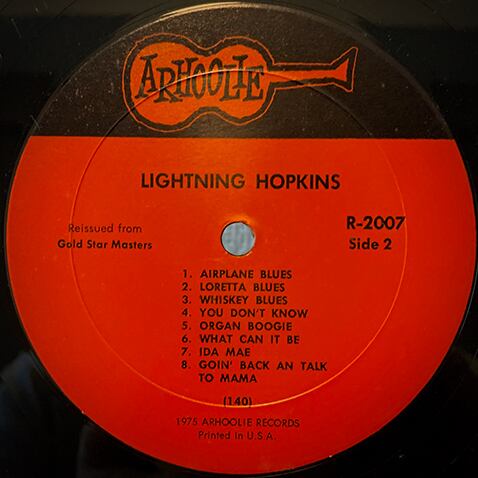 ARHOOLIE
LIGHTNING HOPKINS
Reissued from
Gold Star Masters
R-2007
Side 2
1. AIRPLANE BLUES
2. LORETTA BLUES
3. WHISKEY BLUES
4. YOU DON'T KNOW
5. ORGAN BOOGIE
6. WHAT CAN IT BE
7. IDA MAE
8. GOIN' BACK AN TALK
TO MAMA
(140)
1975 ARHOOLIE RECORDS
Printed in U.S.A.